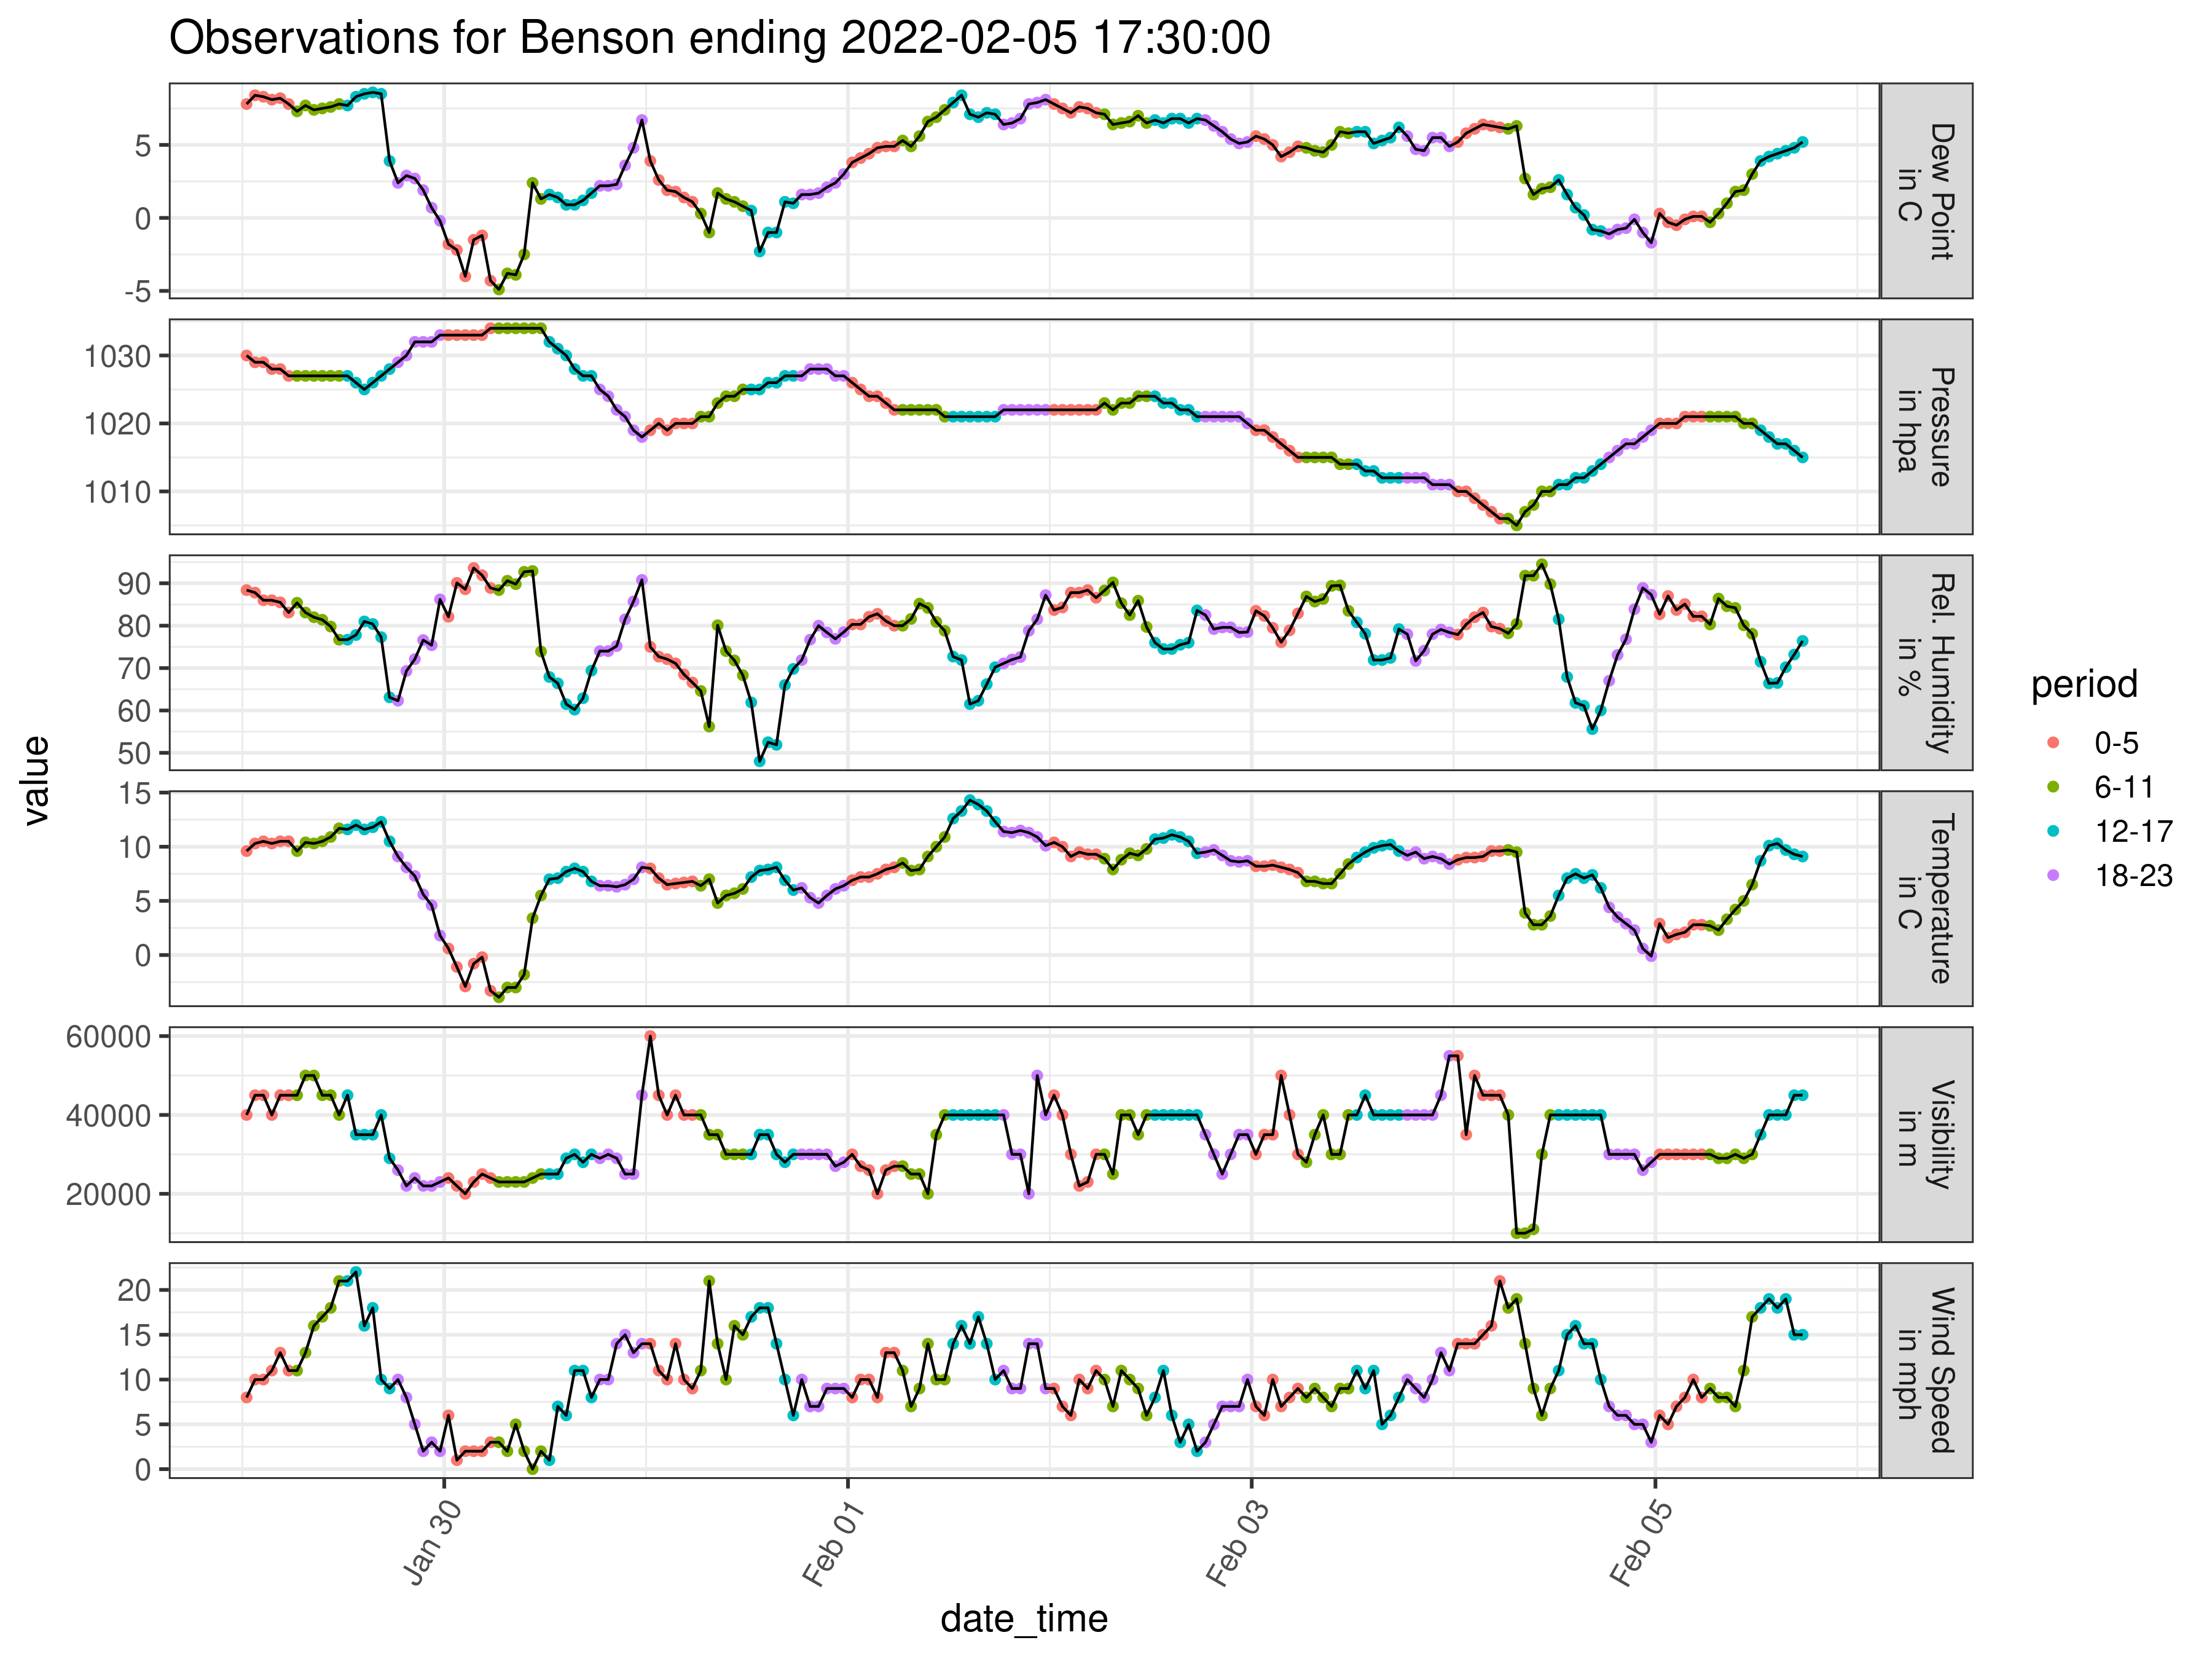 Observations for Benson ending 2022-02-05 17:30:00
value
5
0
-5
Dew Point
in C
1030
1020
1010
Pressure
in hpa
90
80
70
60
50
Rel. Humidity
in %
15
10
5
0
Temperature
in C
60000
40000
20000
Visibility
in m
20
15
10
5
0
Wind Speed
in mph
Jan 30
Feb 01
Feb 03
Feb 05
date_time
period
0-5
6-11
12-17
18-23